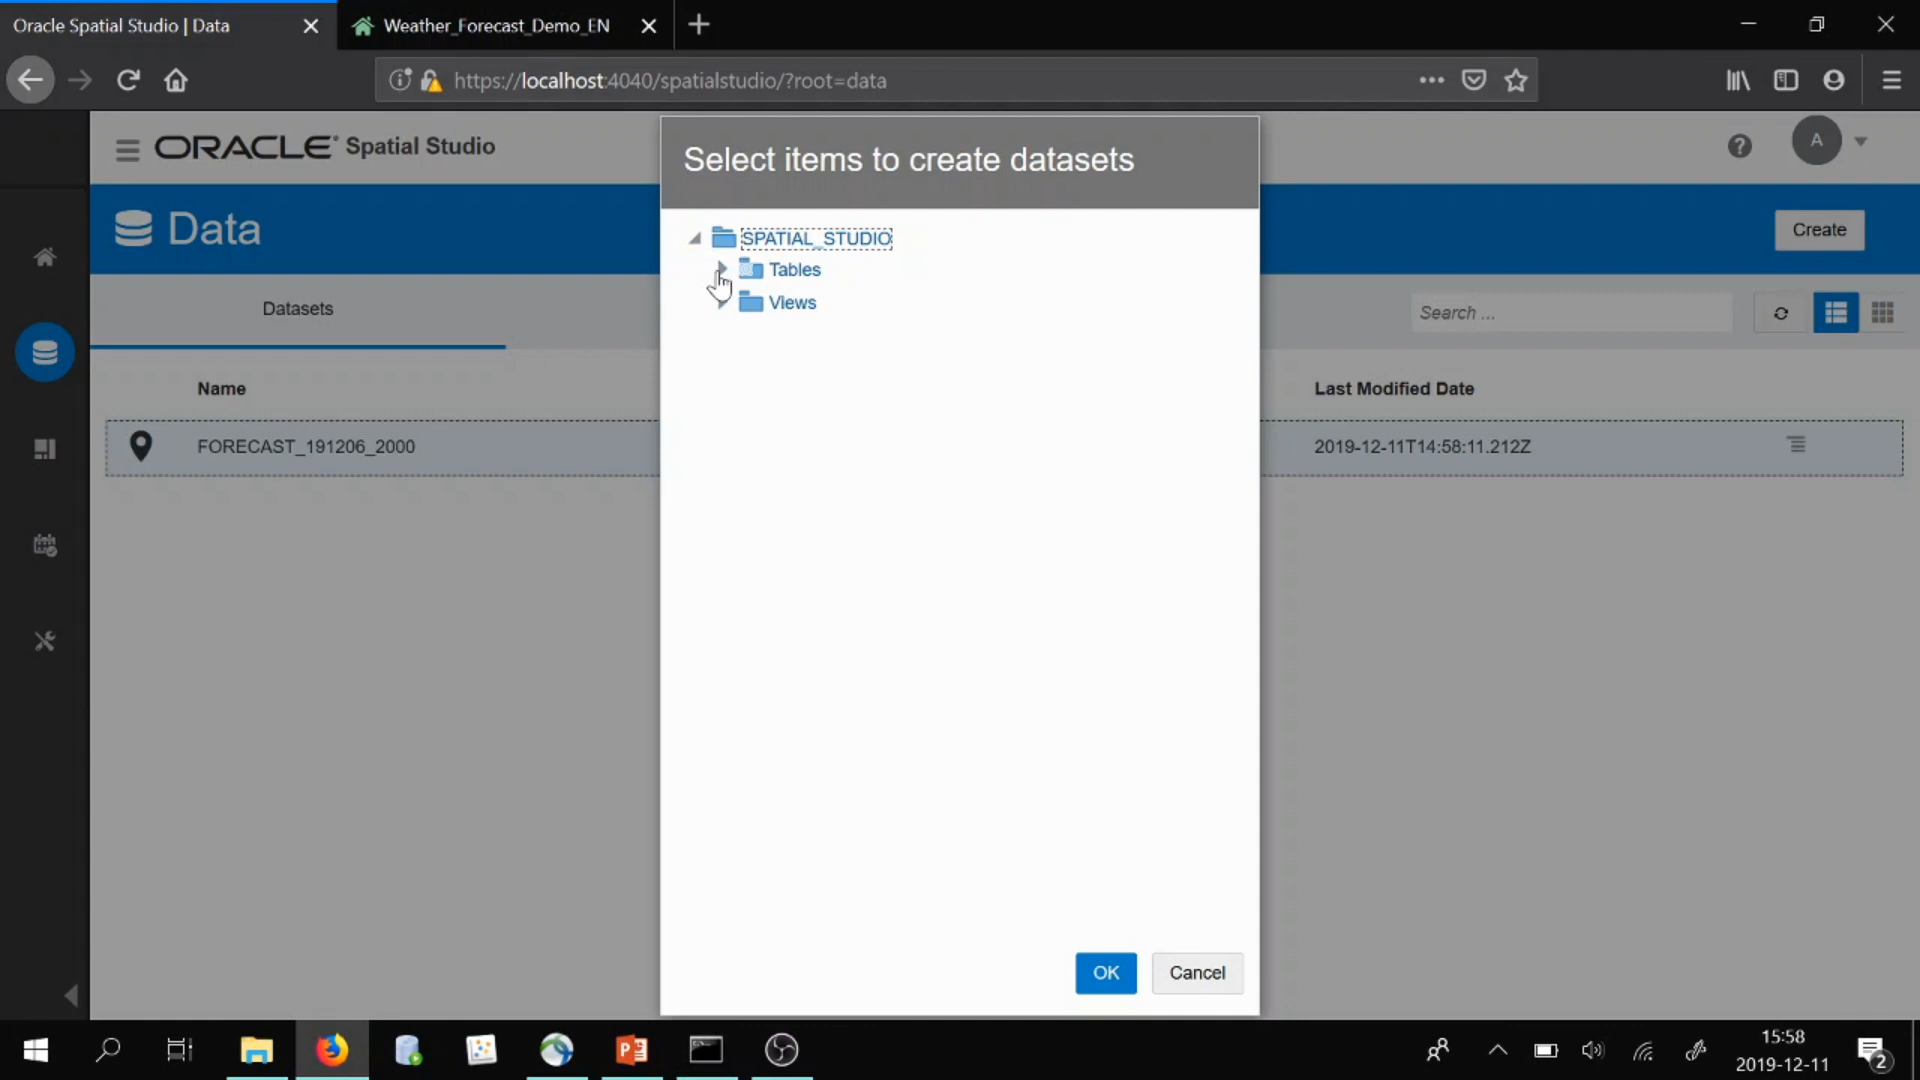 Oracle Spatial Studio | Data
Weather_Forecast_Demo_EN
https://localhost:4040/spatialstudio/?root=data
ORACLE® Spatial Studio
A
Data
Create
Datasets
Search ...
Name
Last Modified Date
FORECAST_191206_2000
2019-12-11T14:58:11.212Z
Select items to create datasets
SPATIAL_STUDIO
Tables
Views
OK
Cancel
15:58
2019-12-11
2